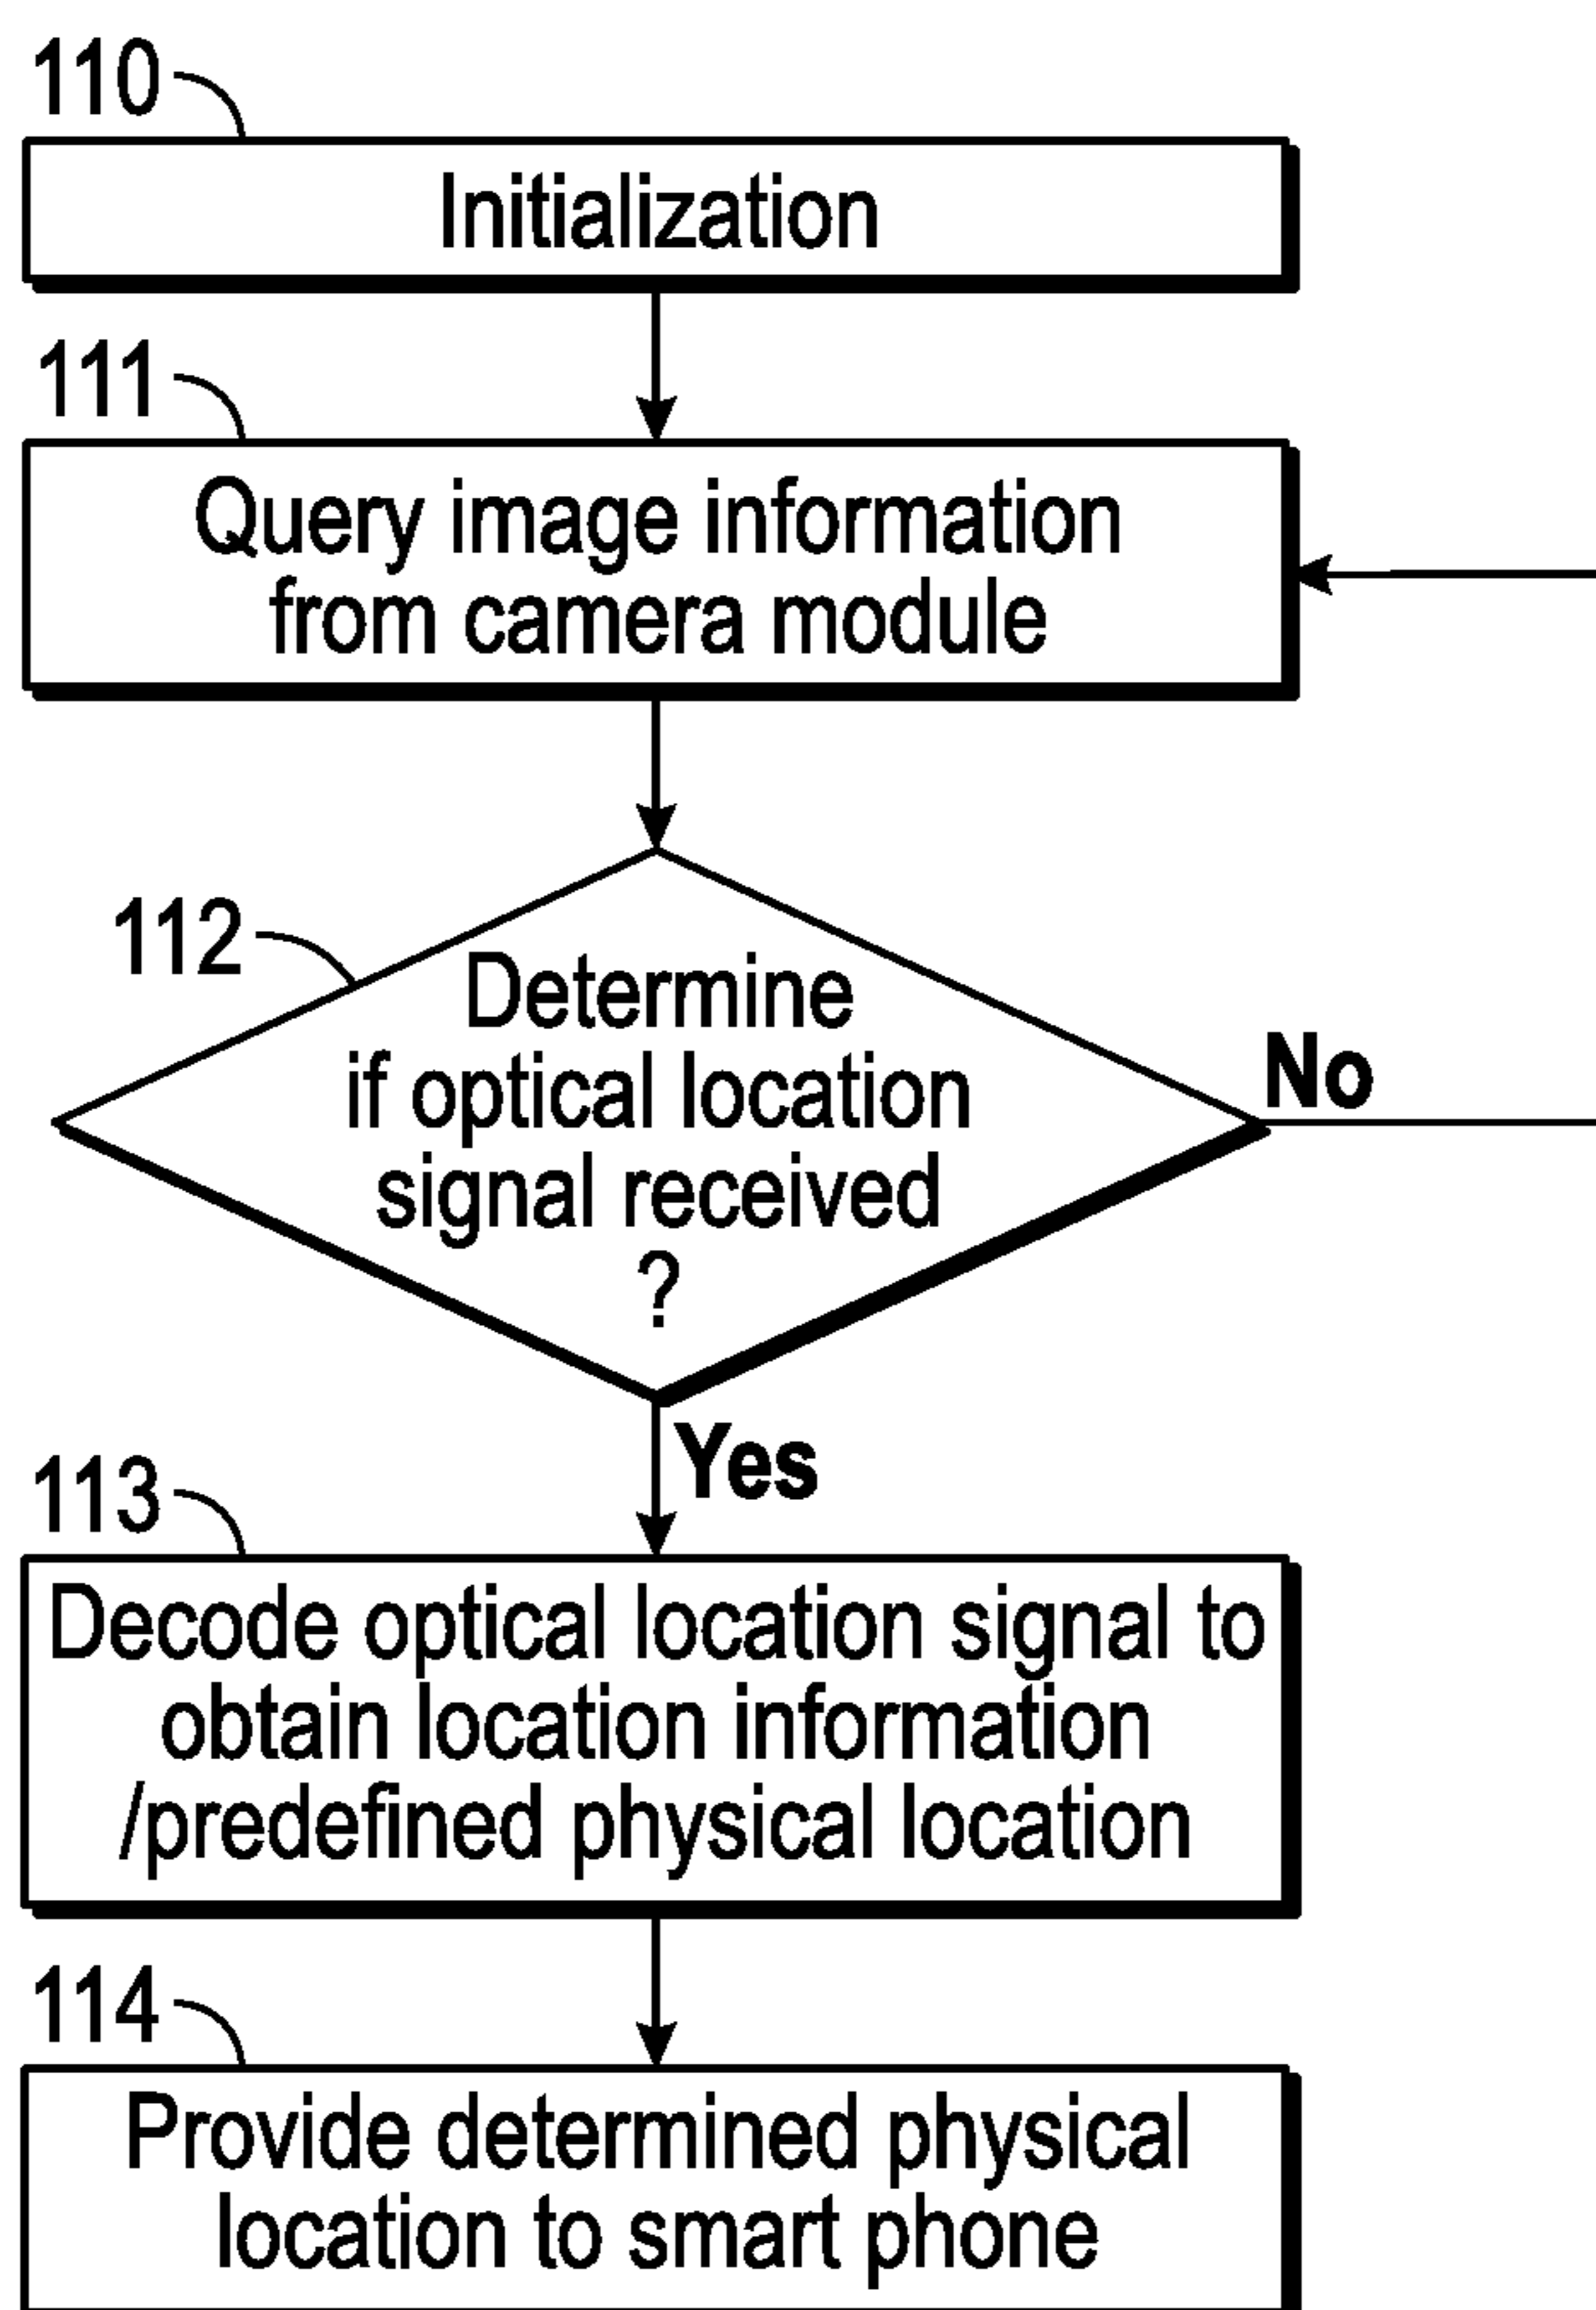 110
Initialization
111
Query image information
from camera module
112
Determine
if optical location
signal received
?
No
Yes
113
Decode optical location signal to
obtain location information
/predefined physical location
114
Provide determined physical
location to smart phone